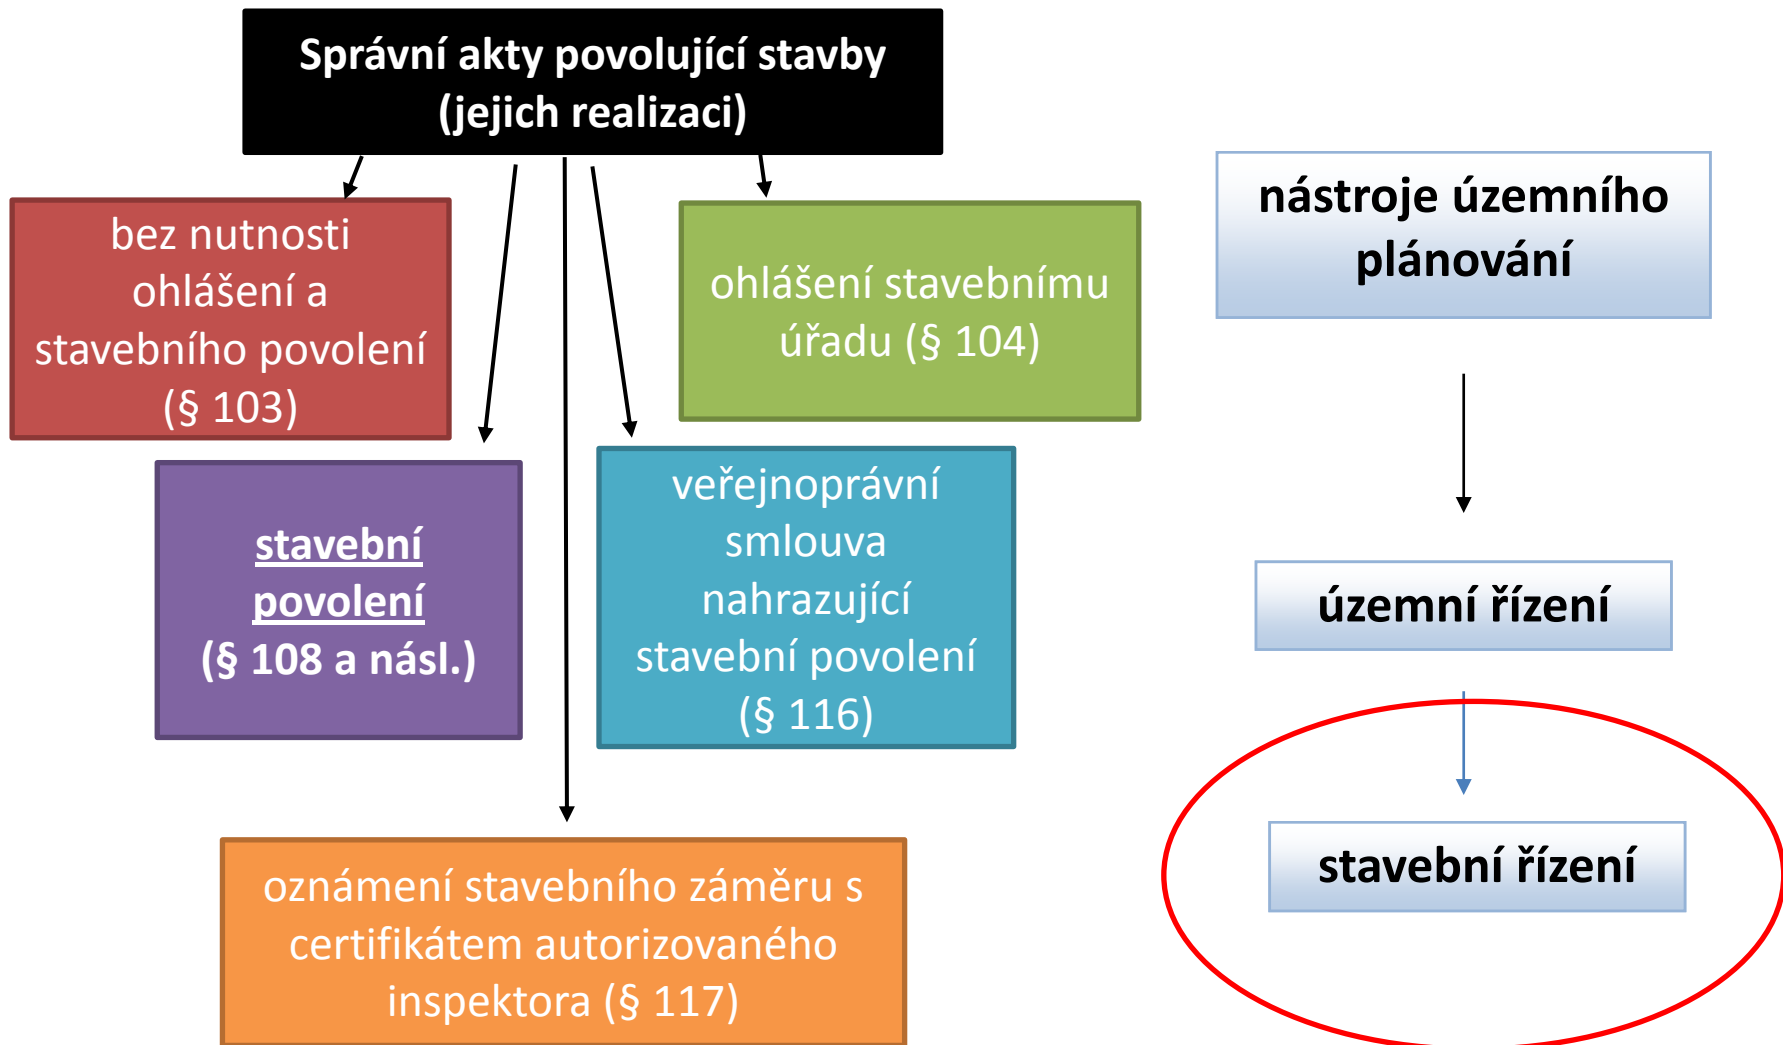 Správní akty povolující stavby
(jejich realizaci)
bez nutnosti
ohlášení a
stavebního povolení
(§ 103)
ohlášení stavebnímu
úřadu (§ 104)
stavební
povolení
(§ 108 a násl.)
veřejnoprávní
smlouva
nahrazující
stavební povolení
(§ 116)
oznámení stavebního záměru s
certifikátem autorizovaného
inspektora (§ 117)
nástroje územního
plánování
územní řízení
stavební řízení